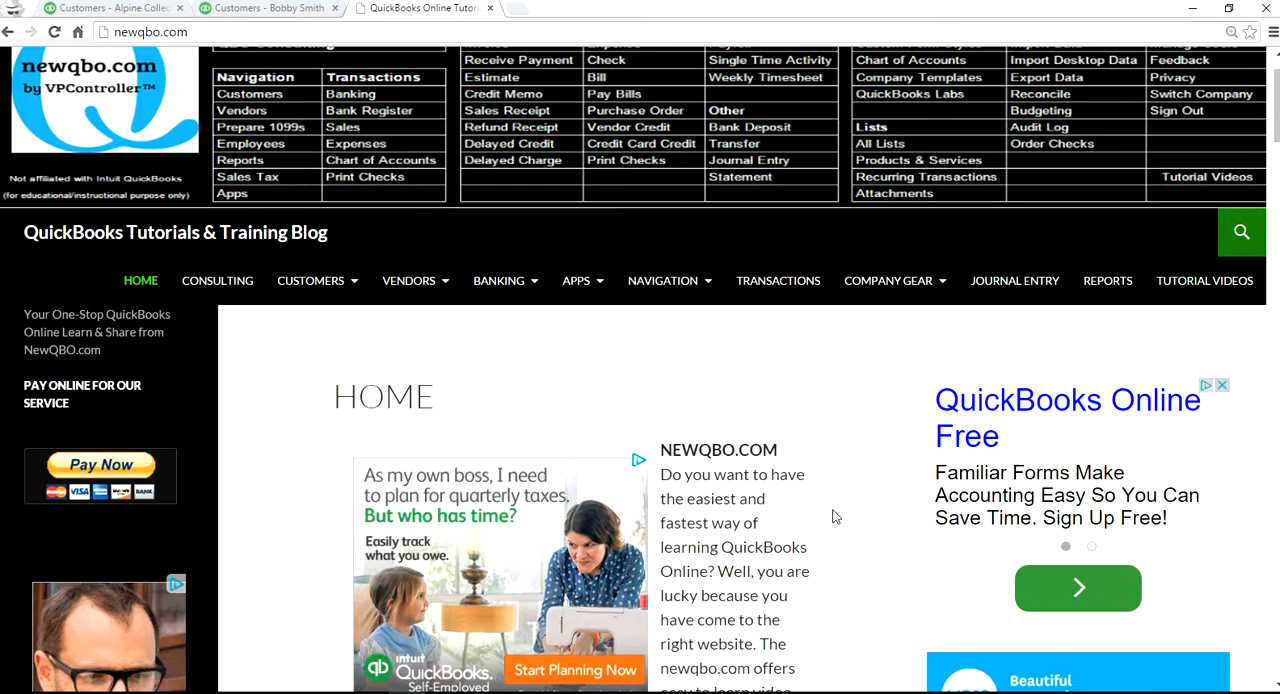 Customers - Alpine Collec
Customers - Bobby Smith
QuickBooks Online Tutor
newqbo.com
newqbo.com
by VPController™
Not affiliated with Intuit QuickBooks
(for educational/instructional purpose only)
Navigation Transactions
Customers Banking
Vendors Bank Register
Prepare 1099s Sales
Employees Expenses
Reports Chart of Accounts
Sales Tax Print Checks
Apps
Receive Payment Check Single Time Activity
Estimate Bill Weekly Timesheet
Credit Memo Pay Bills
Sales Receipt Purchase Order Other
Refund Receipt Vendor Credit Bank Deposit
Delayed Credit Credit Card Credit Transfer
Delayed Charge Print Checks Journal Entry
Statement
Chart of Accounts Import Desktop Data Feedback
Company Templates Export Data Privacy
QuickBooks Labs Reconcile Switch Company
Budgeting Sign Out
Lists Audit Log
All Lists Order Checks
Products & Services
Recurring Transactions Tutorial Videos
Attachments
QuickBooks Tutorials & Training Blog
HOME CONSULTING CUSTOMERS VENDORS BANKING APPS NAVIGATION TRANSACTIONS COMPANY GEAR JOURNAL ENTRY REPORTS TUTORIAL VIDEOS
Your One-Stop QuickBooks
Online Learn & Share from
NewQBO.com
PAY ONLINE FOR OUR
SERVICE
Pay Now
VISA
BANK
HOME
As my own boss, I need
to plan for quarterly taxes.
But who has time?
Easily track
what you owe.
qb intuit
QuickBooks.
Self-Employed
Start Planning Now
NEWQBO.COM
Do you want to have
the easiest and
fastest way of
learning QuickBooks
Online? Well, you are
lucky because you
have come to the
right website. The
newqbo.com offers
easy to learn video
QuickBooks Online
Free
Familiar Forms Make
Accounting Easy So You Can
Save Time. Sign Up Free!
Beautiful